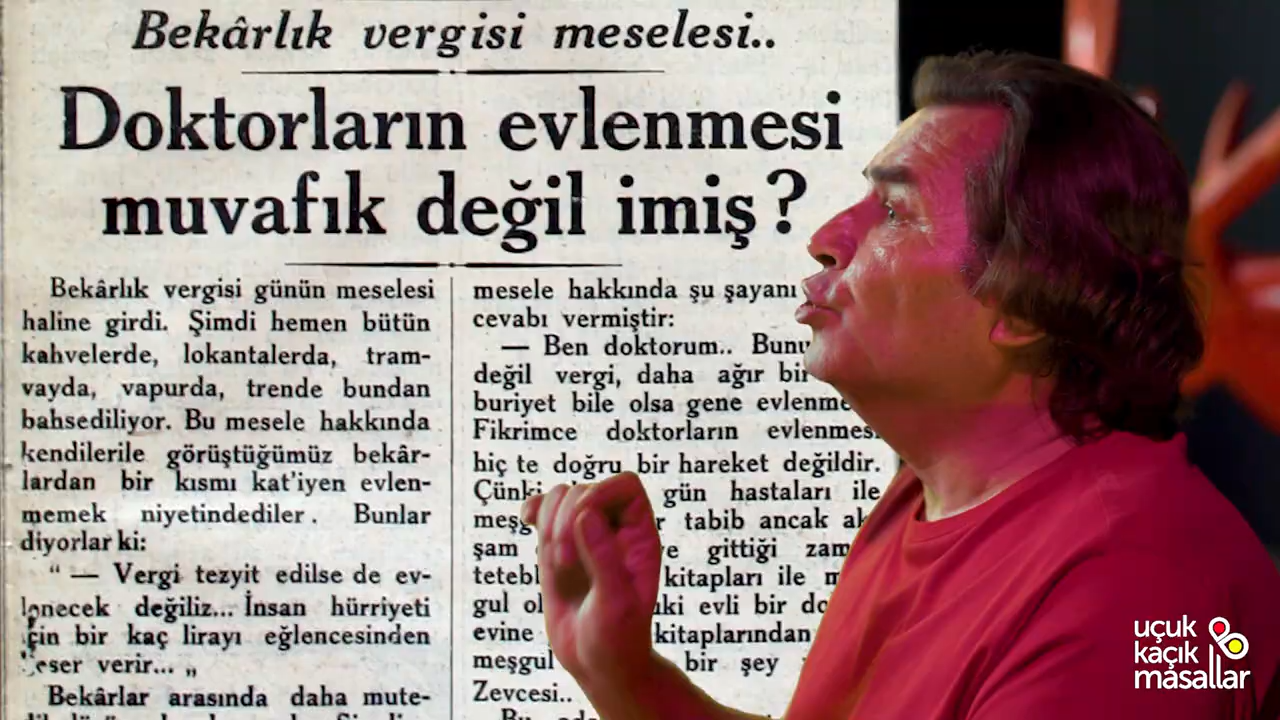 Bekârlık vergisi meselesi..
Doktorların evlenmesi
muvafık değil imiş?
Bekârlık vergisi günün meselesi
haline girdi. Şimdi hemen bütün
kahvelerde, lokantalerda, tram-
vayda, vapurda, trende bundan
bahsediliyor. Bu mesele hakkında
kendilerile görüştüğümüz bekâr-
lardan bir kısmı kat'iyen evlen-
memek niyetindediler. Bunlar
diyorlar ki:
“ — Vergi tezyit edilse de ev-
lenecek değiliz... İnsan hürriyeti
için bir kaç lirayı eğlencesinden
keser verir... „
Bekârlar arasında daha mute-
mesele hakkında şu şayanı
cevabı vermiştir:
— Ben doktorum.. Bunu
değil vergi, daha ağır bir
buriyet bile olsa gene evlenme
Fikrimce doktorların evlenmesi
hiç te doğru bir hareket değildir.
gün hastaları ile
tabib ancak ak
şam gittiği zam
kitapları ile m
gul evli bir do
evine kitaplarından
meşgul bir şey
Zevcesi..
Bu
uçuk
kaçık
masallar